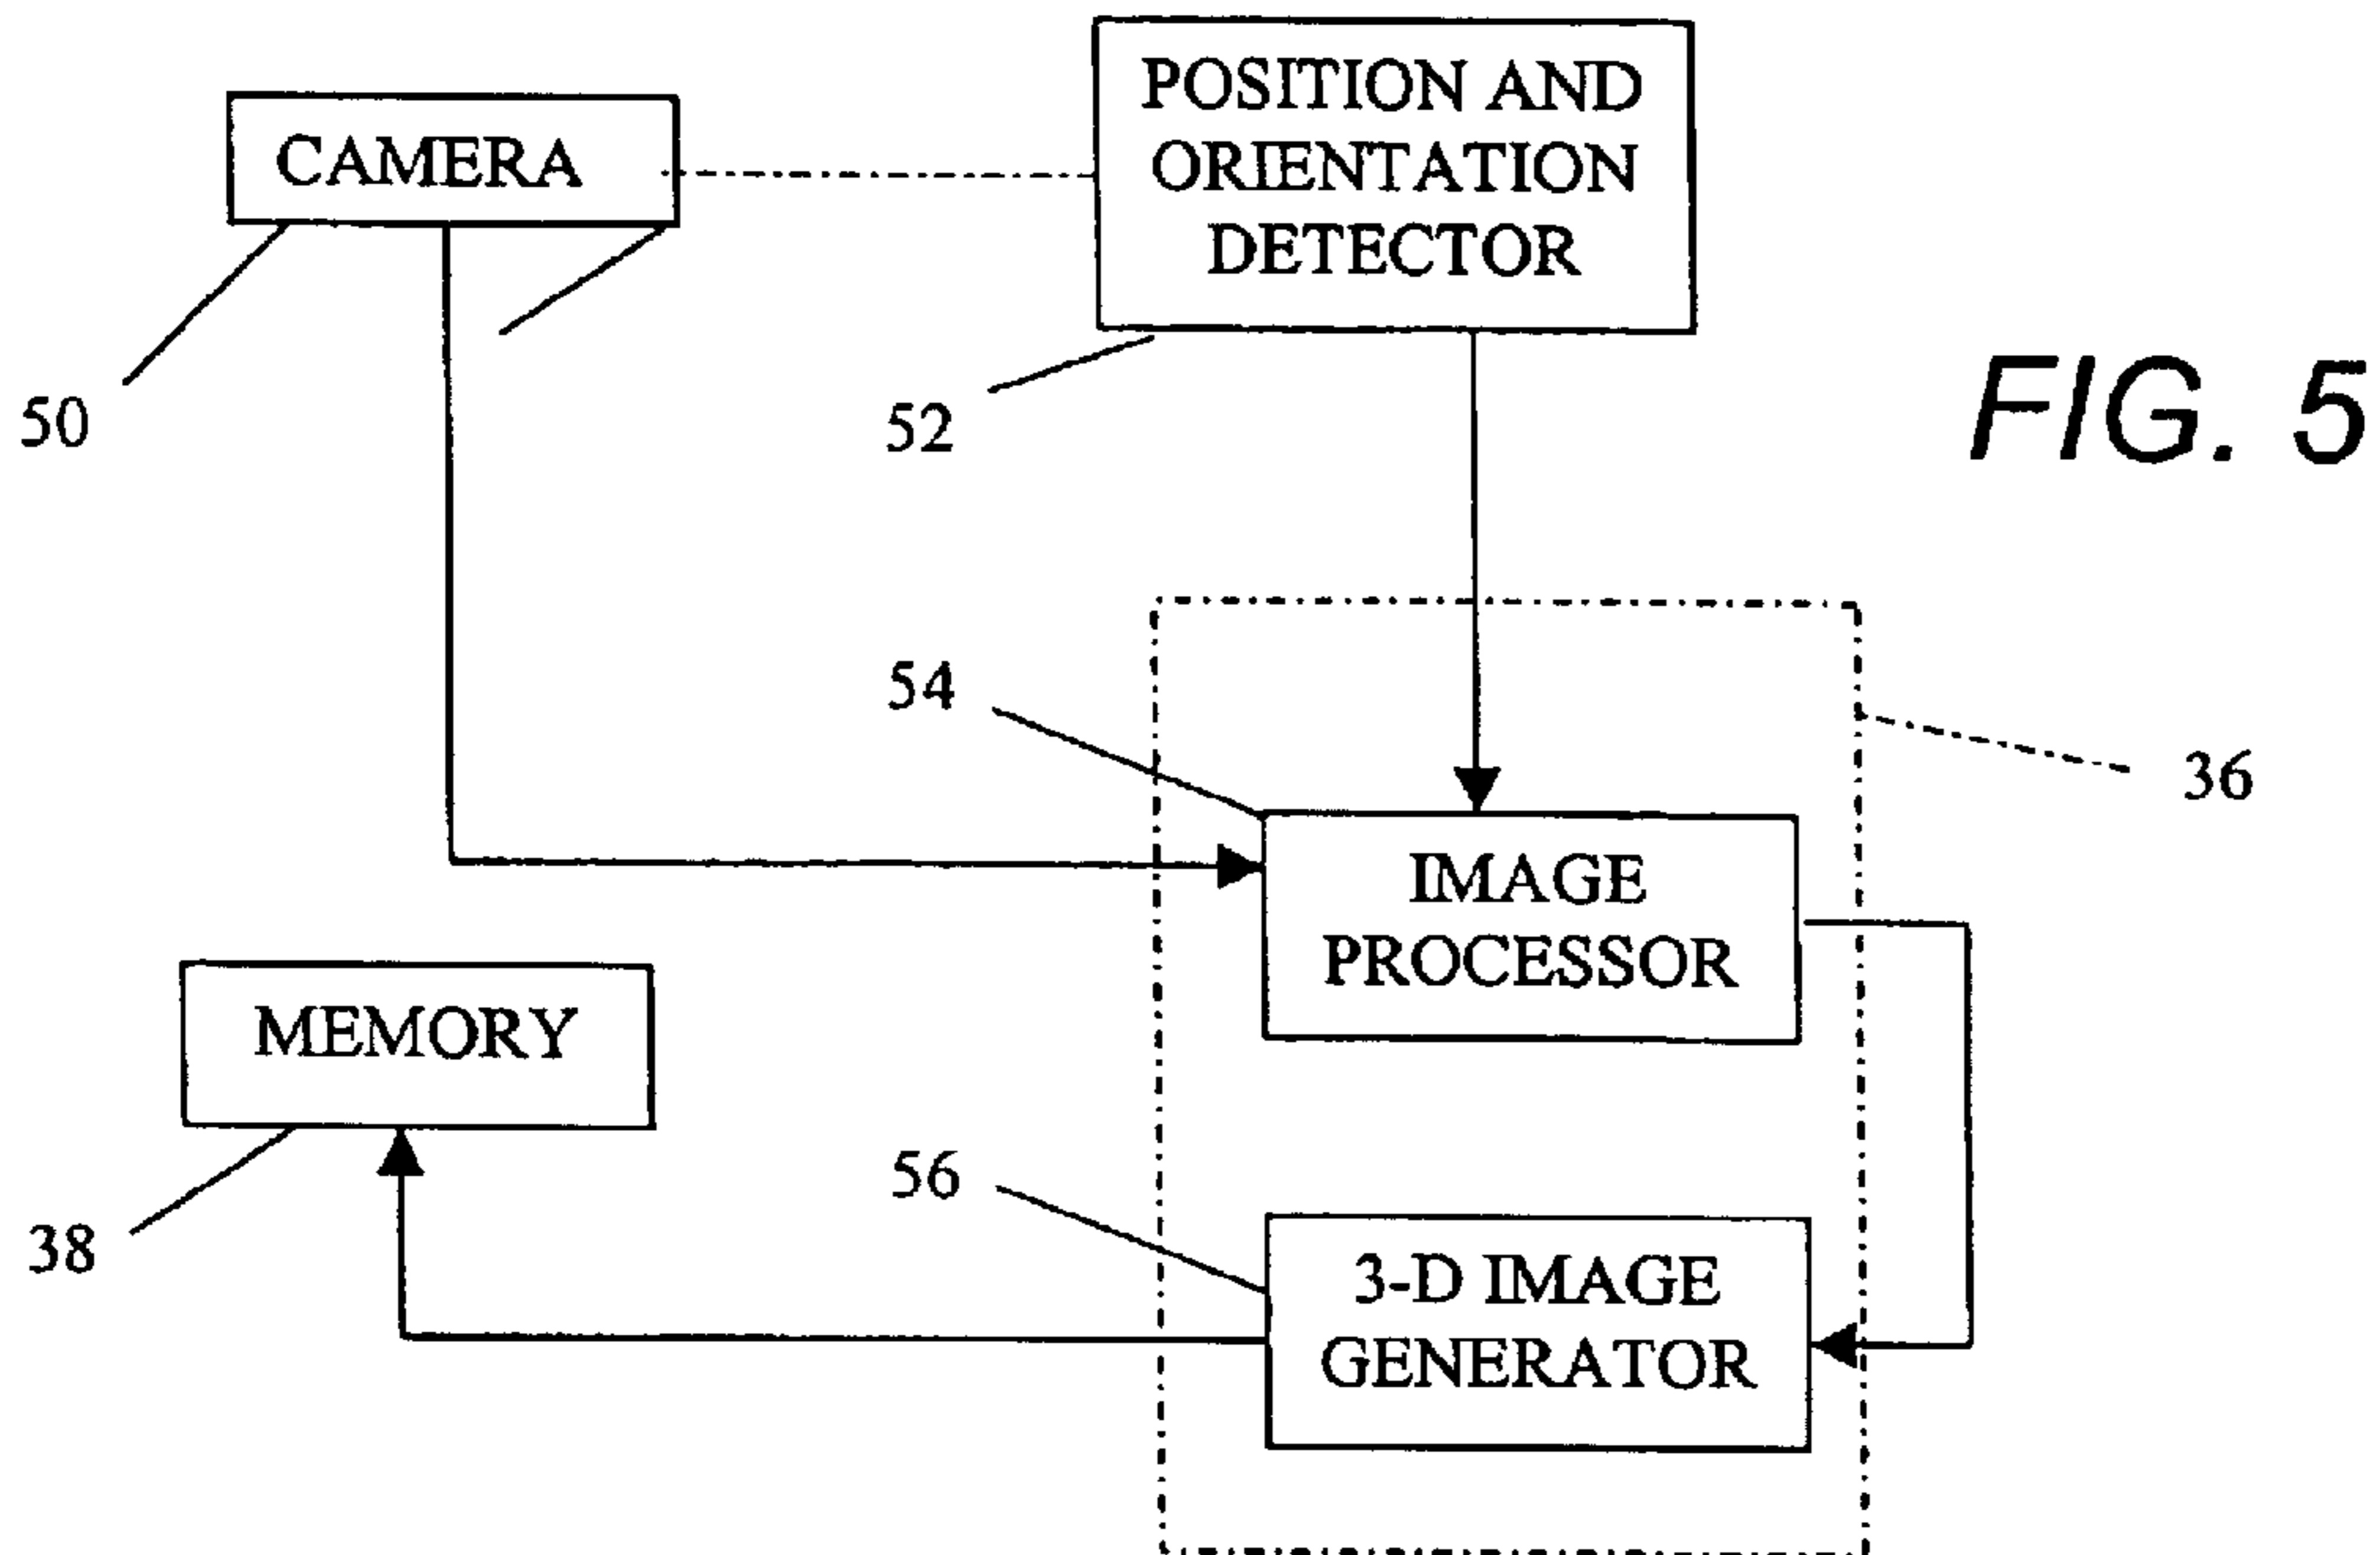 CAMERA
POSITION AND
ORIENTATION
DETECTOR
50
52
FIG. 5
54
36
IMAGE
PROCESSOR
MEMORY
38
56
3-D IMAGE
GENERATOR